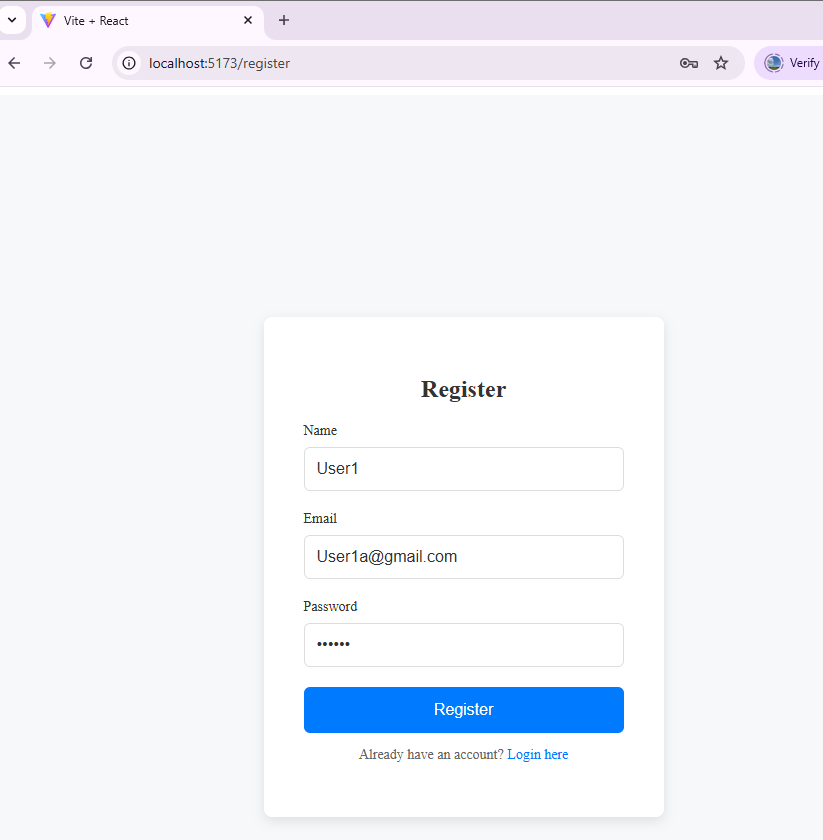 Vite + React
localhost:5173/register
Verify
Register
Name
User1
Email
User1a@gmail.com
Password
••••••
Register
Already have an account? Login here